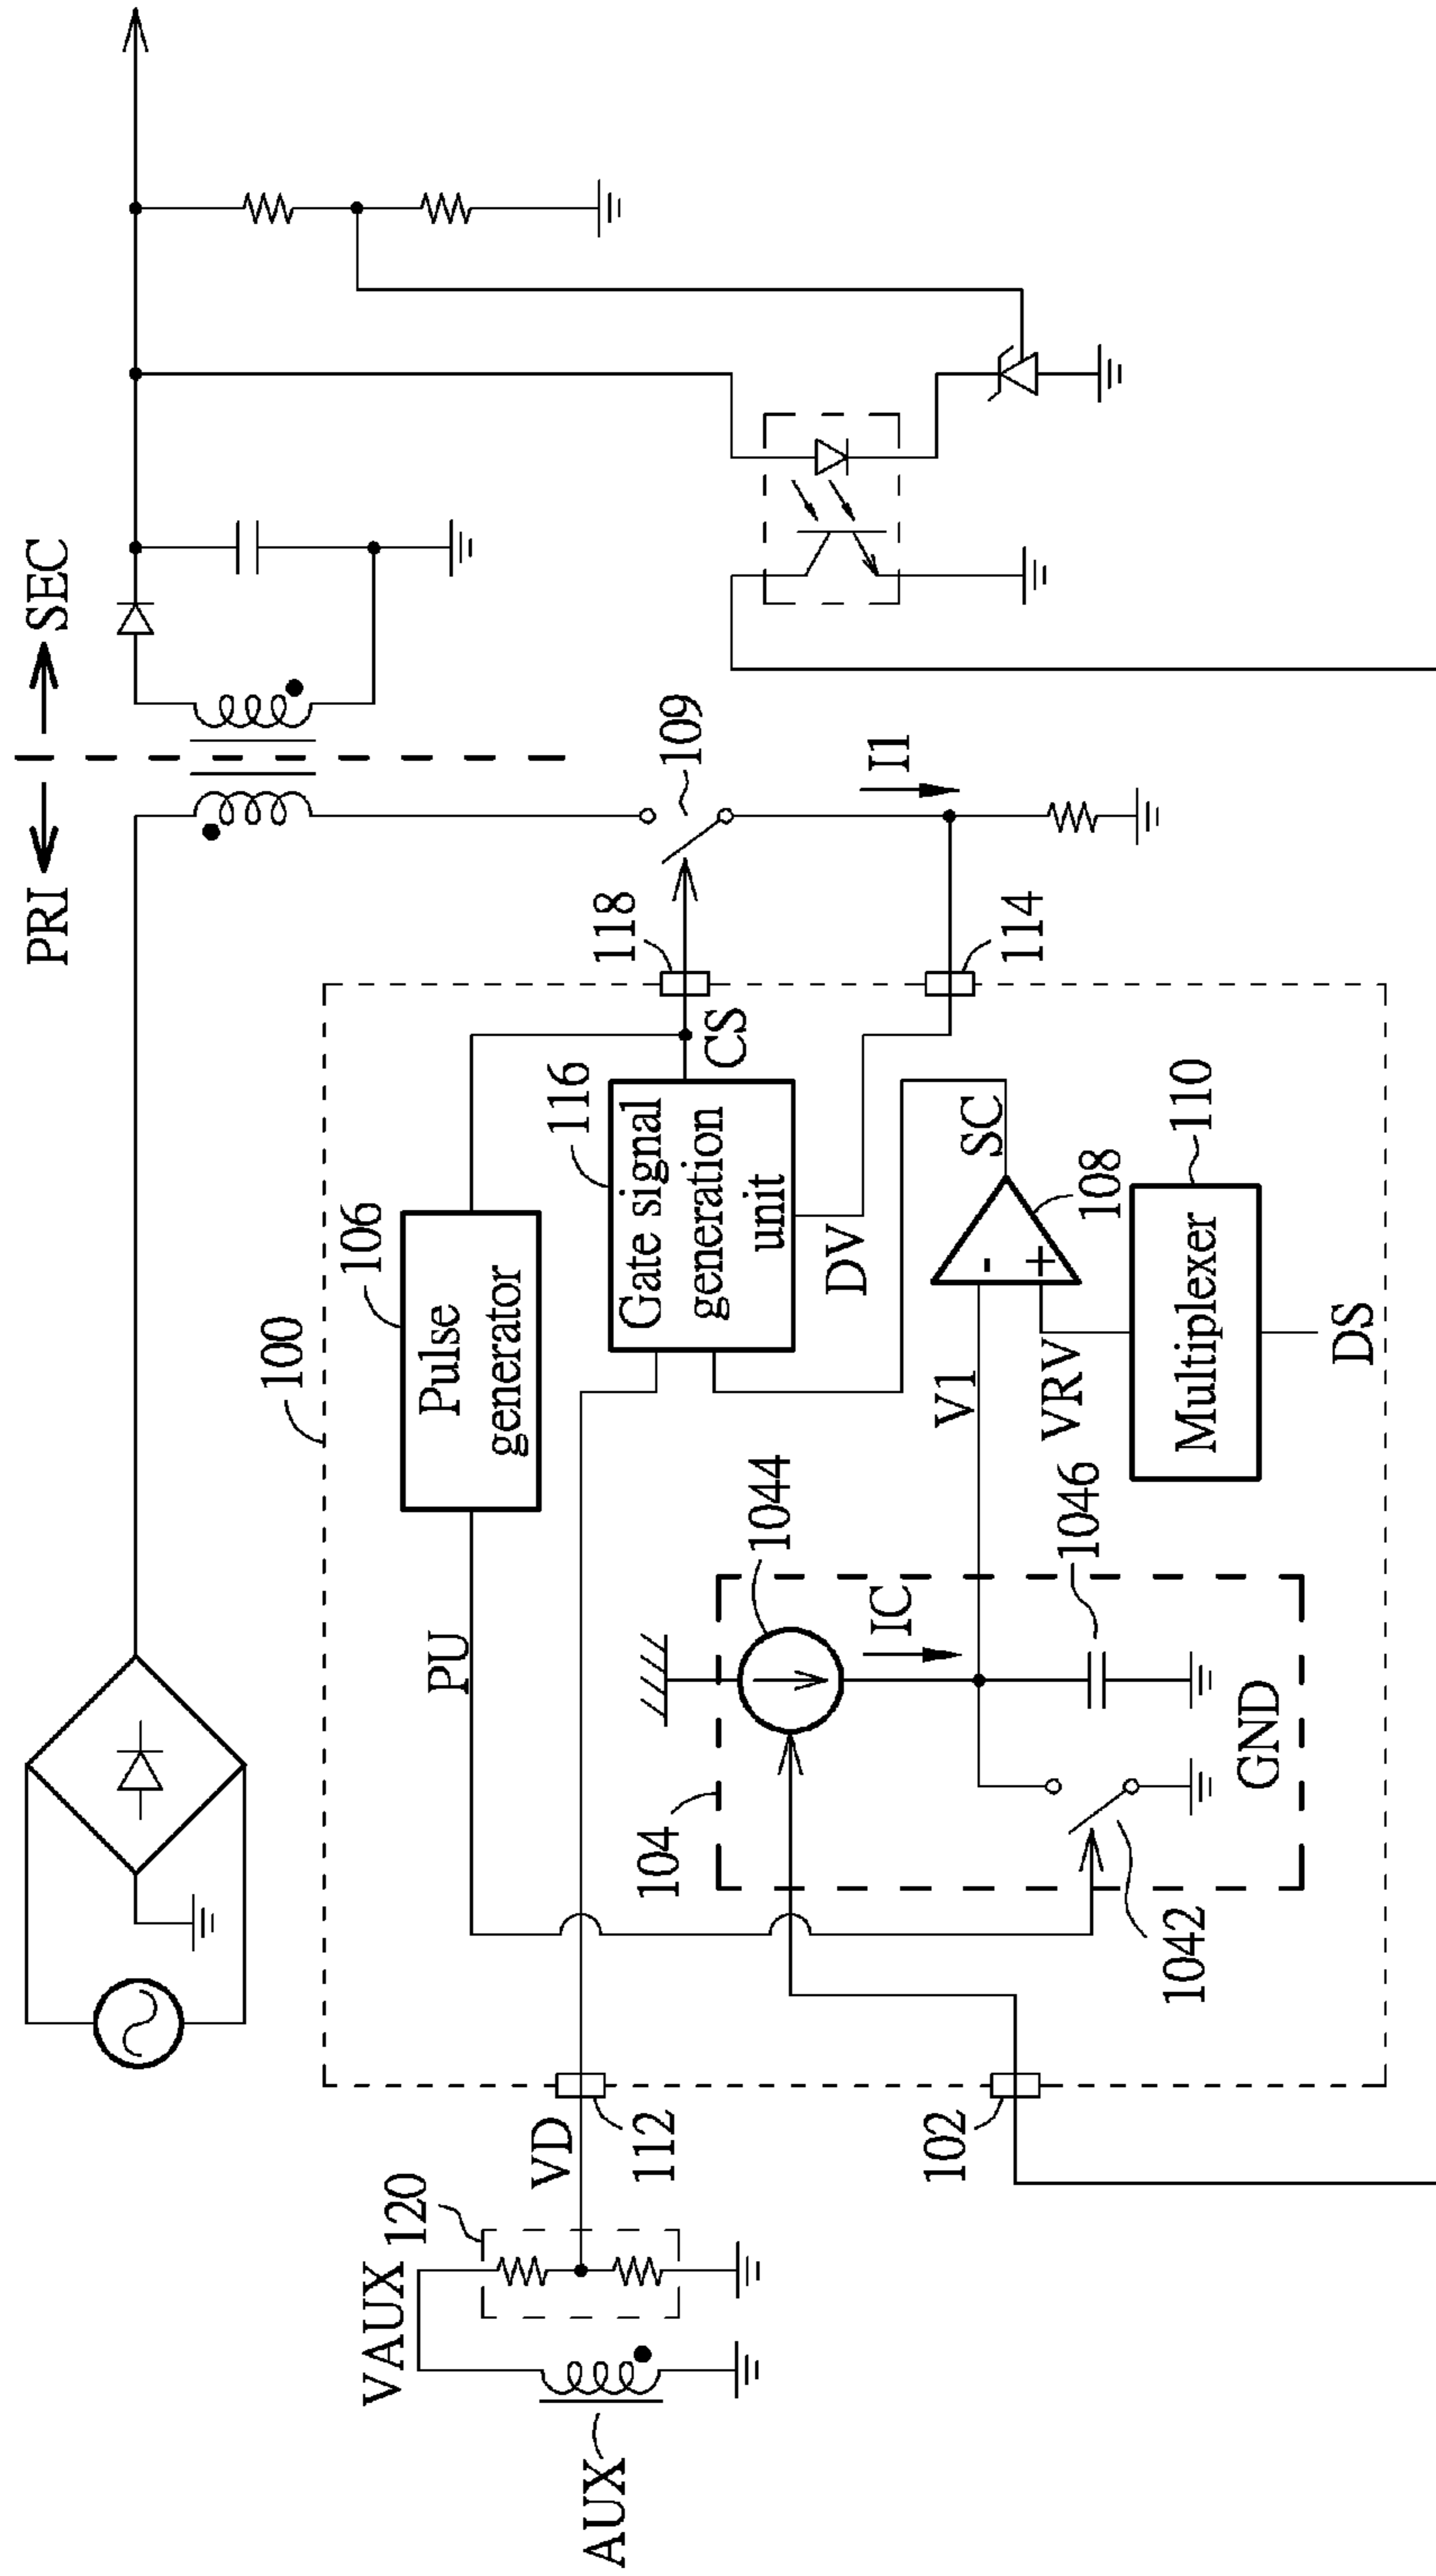 PRI
SEC
100
106
Pulse
generator
PU
116
Gate signal
generation
unit
CS
118
109
I1
114
DV
SC
108
-
+
V1
VRV
110
Multiplexer
DS
104
1044
IC
1046
1042
GND
VAUX
120
VD
112
AUX
102